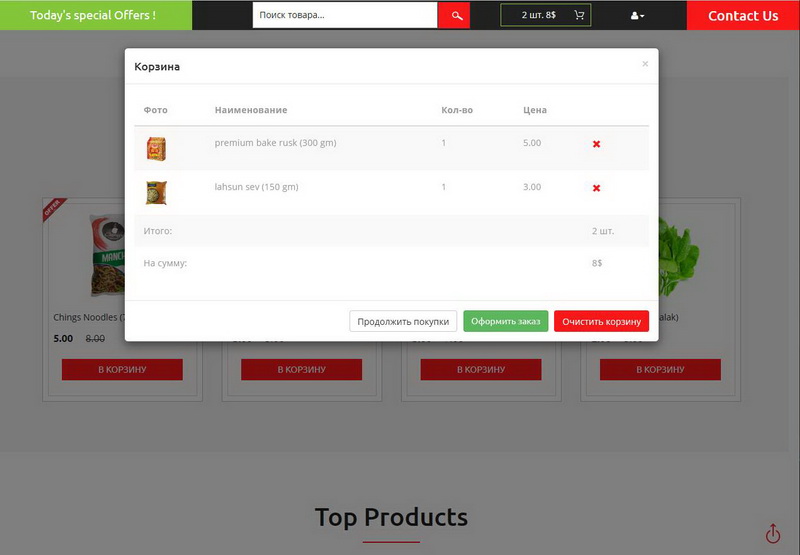 Today's special Offers !
Поиск товара...
2 шт. 8$
Contact Us
Корзина
×
Фото Наименование Кол-во Цена
premium bake rusk (300 gm) 1 5.00
lahsun sev (150 gm) 1 3.00
Итого: 2 шт.
На сумму: 8$
Продолжить покупки Оформить заказ Очистить корзину
OFFER
MANCH
Chings Noodles (7
alak)
5.00 8.00
В КОРЗИНУ В КОРЗИНУ В КОРЗИНУ В КОРЗИНУ
Top Products